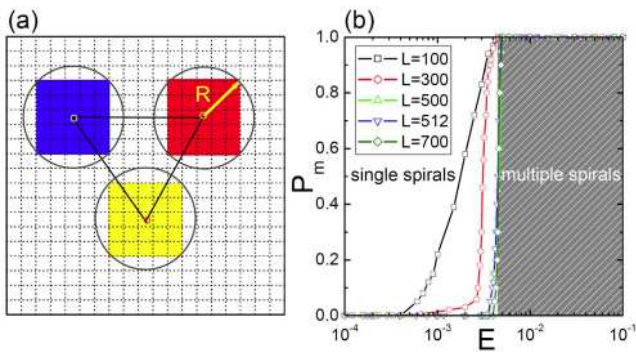 (a)
R
(b)
1.0
0.8
0.6
0.4
0.2
0.0
P_m
L=100
L=300
L=500
L=512
L=700
single spirals
multiple spirals
10^-4
10^-3
10^-2
10^-1
E